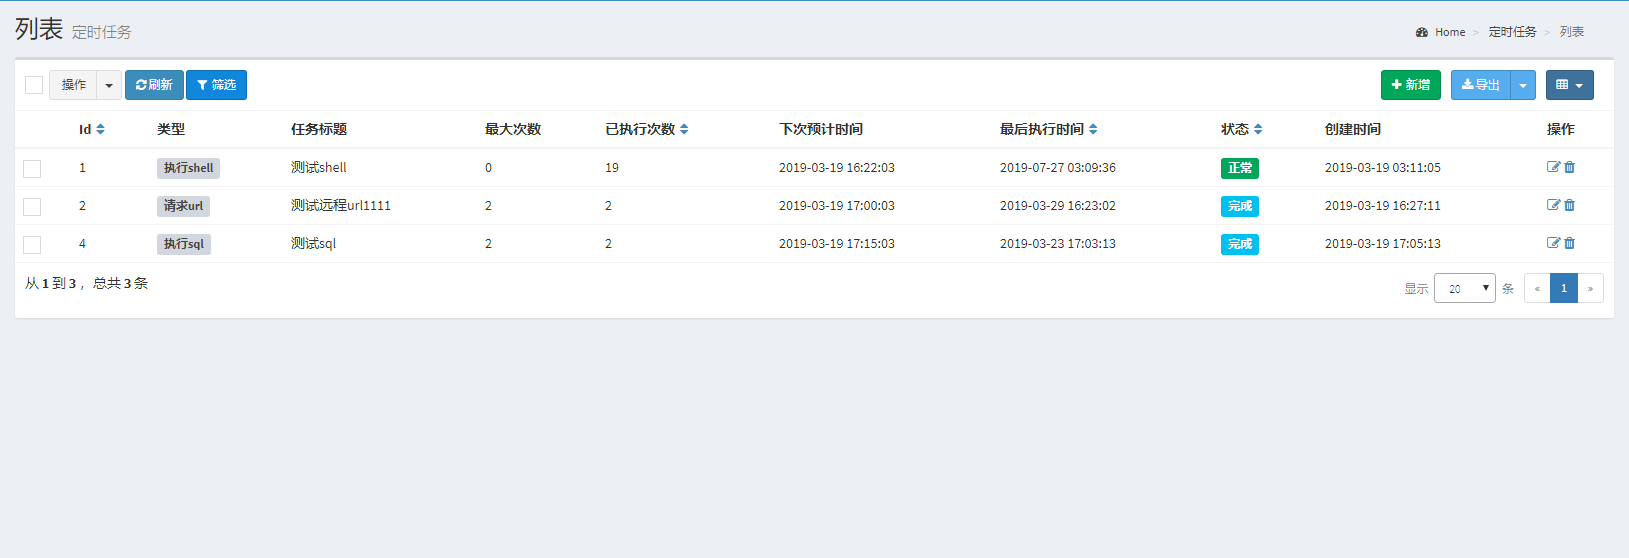 列表 定时任务
Home > 定时任务 > 列表
操作 刷新 筛选 新增 导出
Id 类型 任务标题 最大次数 已执行次数 下次预计时间 最后执行时间 状态 创建时间 操作
1 执行shell 测试shell 0 19 2019-03-19 16:22:03 2019-07-27 03:09:36 正常 2019-03-19 03:11:05
2 请求url 测试远程url1111 2 2 2019-03-19 17:00:03 2019-03-29 16:23:02 完成 2019-03-19 16:27:11
4 执行sql 测试sql 2 2 2019-03-19 17:15:03 2019-03-23 17:03:13 完成 2019-03-19 17:05:13
从 1 到 3 ，总共 3 条 显示 20 条 « 1 »